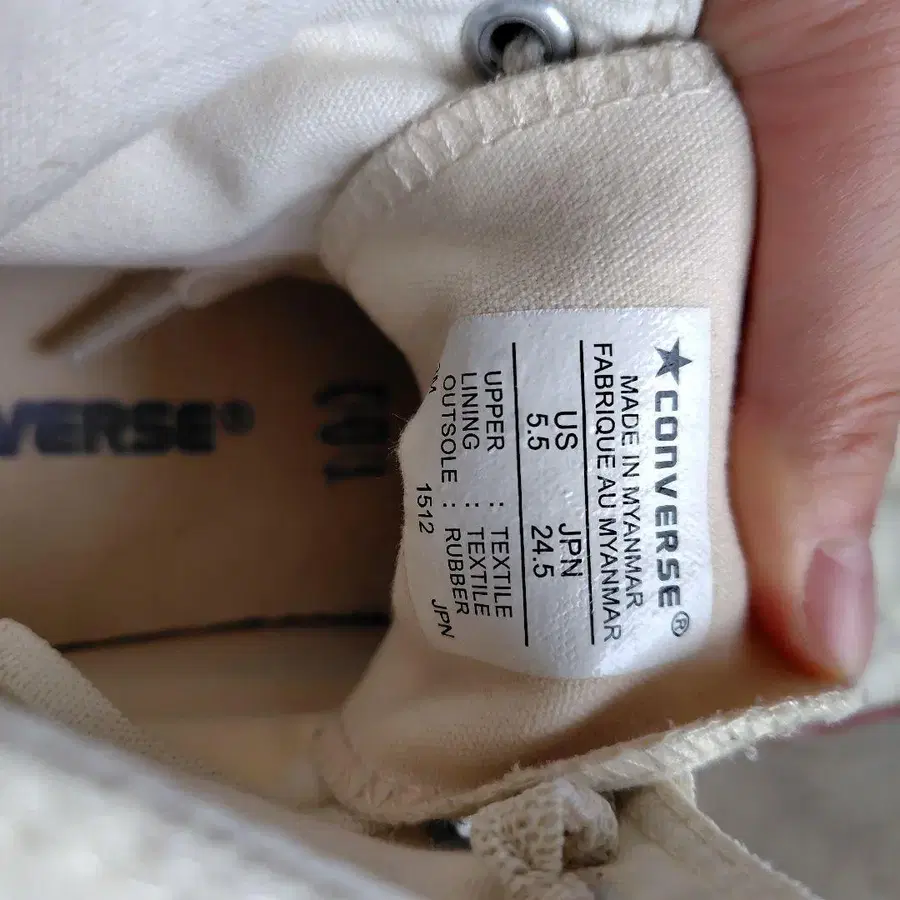 CONVERSE®
MADE IN MYANMAR
FABRIQUE AU MYANMAR
US JPN
5.5 24.5
UPPER : TEXTILE
LINING : TEXTILE
OUTSOLE : RUBBER
1512 JPN
VERSE®